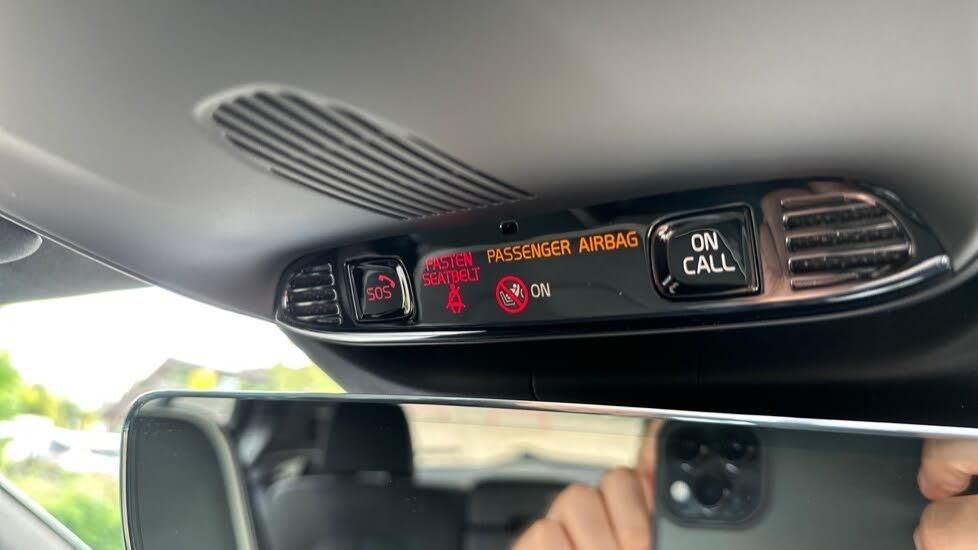 SOS
FASTEN
SEATBELT
PASSENGER AIRBAG
ON
ON
CALL